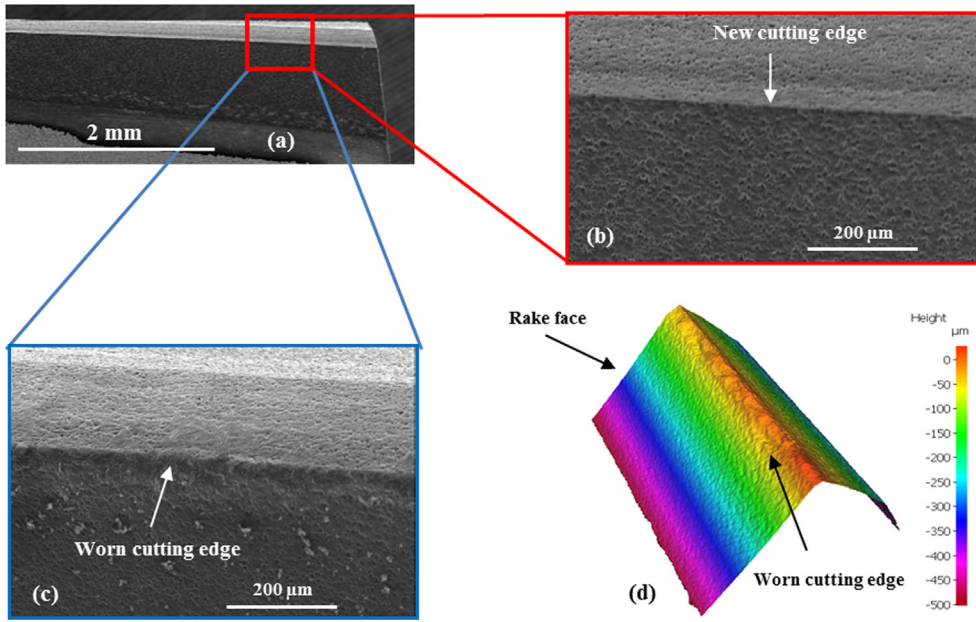 2 mm
(a)
New cutting edge
(b)
200 µm
Worn cutting edge
(c)
200 µm
Rake face
Worn cutting edge
(d)
Height
µm
0
-50
-100
-150
-200
-250
-300
-350
-400
-450
-500